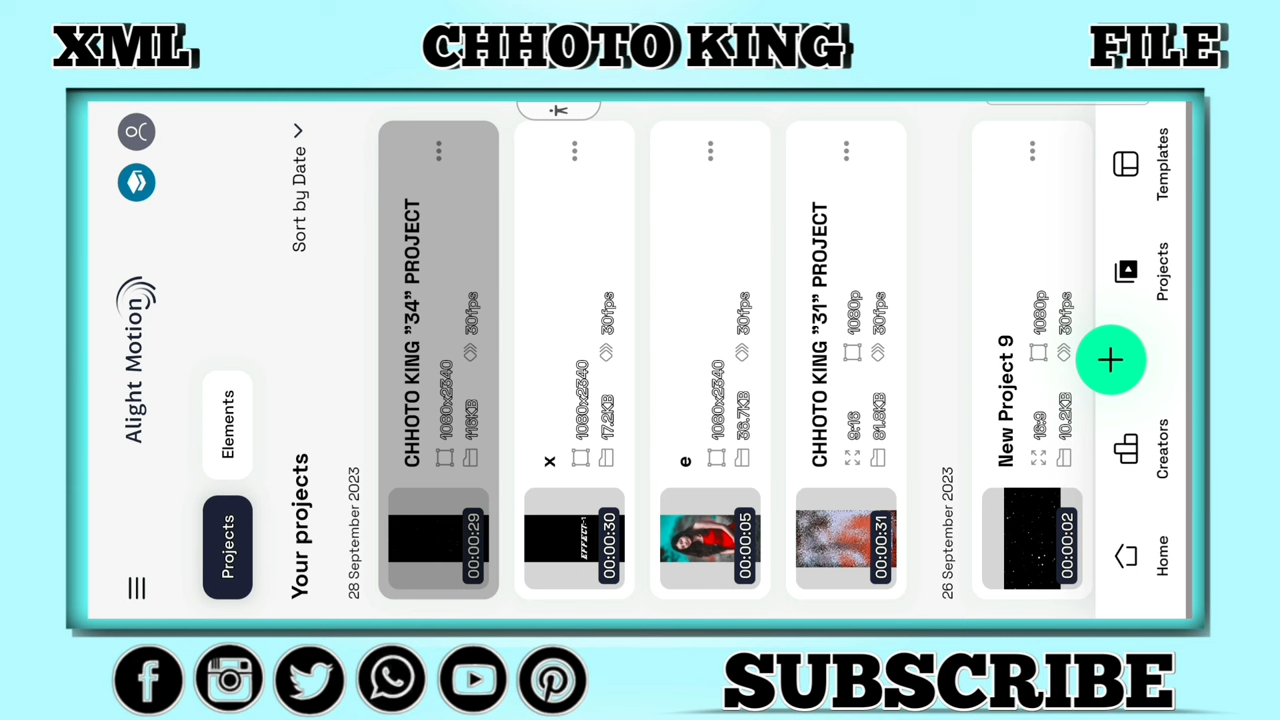 XML
CHHOTO KING
FILE
Alight Motion
Projects
Elements
Your projects
Sort by Date
28 September 2023
CHHOTO KING "34" PROJECT
1080x2340
116KB
30fps
00:00:29
x
1080x2340
17.2KB
30fps
EFFECT-1
00:00:30
e
1080x2340
36.7KB
30fps
00:00:05
CHHOTO KING "31" PROJECT
9:16
1080p
81.9KB
30fps
00:00:31
26 September 2023
New Project 9
16:9
1080p
10.2KB
30fps
00:00:02
Home
Creators
Projects
Templates
SUBSCRIBE